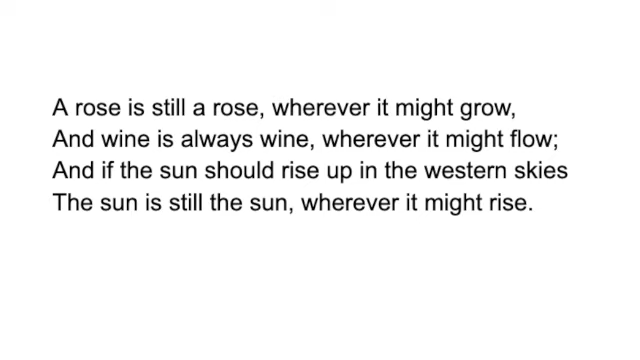 A rose is still a rose, wherever it might grow,
And wine is always wine, wherever it might flow;
And if the sun should rise up in the western skies
The sun is still the sun, wherever it might rise.